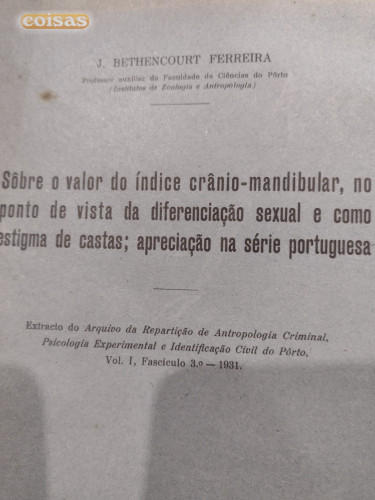 coisas
J. BETHENCOURT FERREIRA
Professor auxiliar da Faculdade de Ciências do Pôrto
(Institutos de Zoologia e Antropologia)
Sôbre o valor do índice crânio-mandibular, no
ponto de vista da diferenciação sexual e como
estigma de castas; apreciação na série portuguesa
Extracto do Arquivo da Repartição de Antropologia Criminal,
Psicologia Experimental e Identificação Civil do Pôrto,
Vol. I, Fasciculo 3.º — 1931.